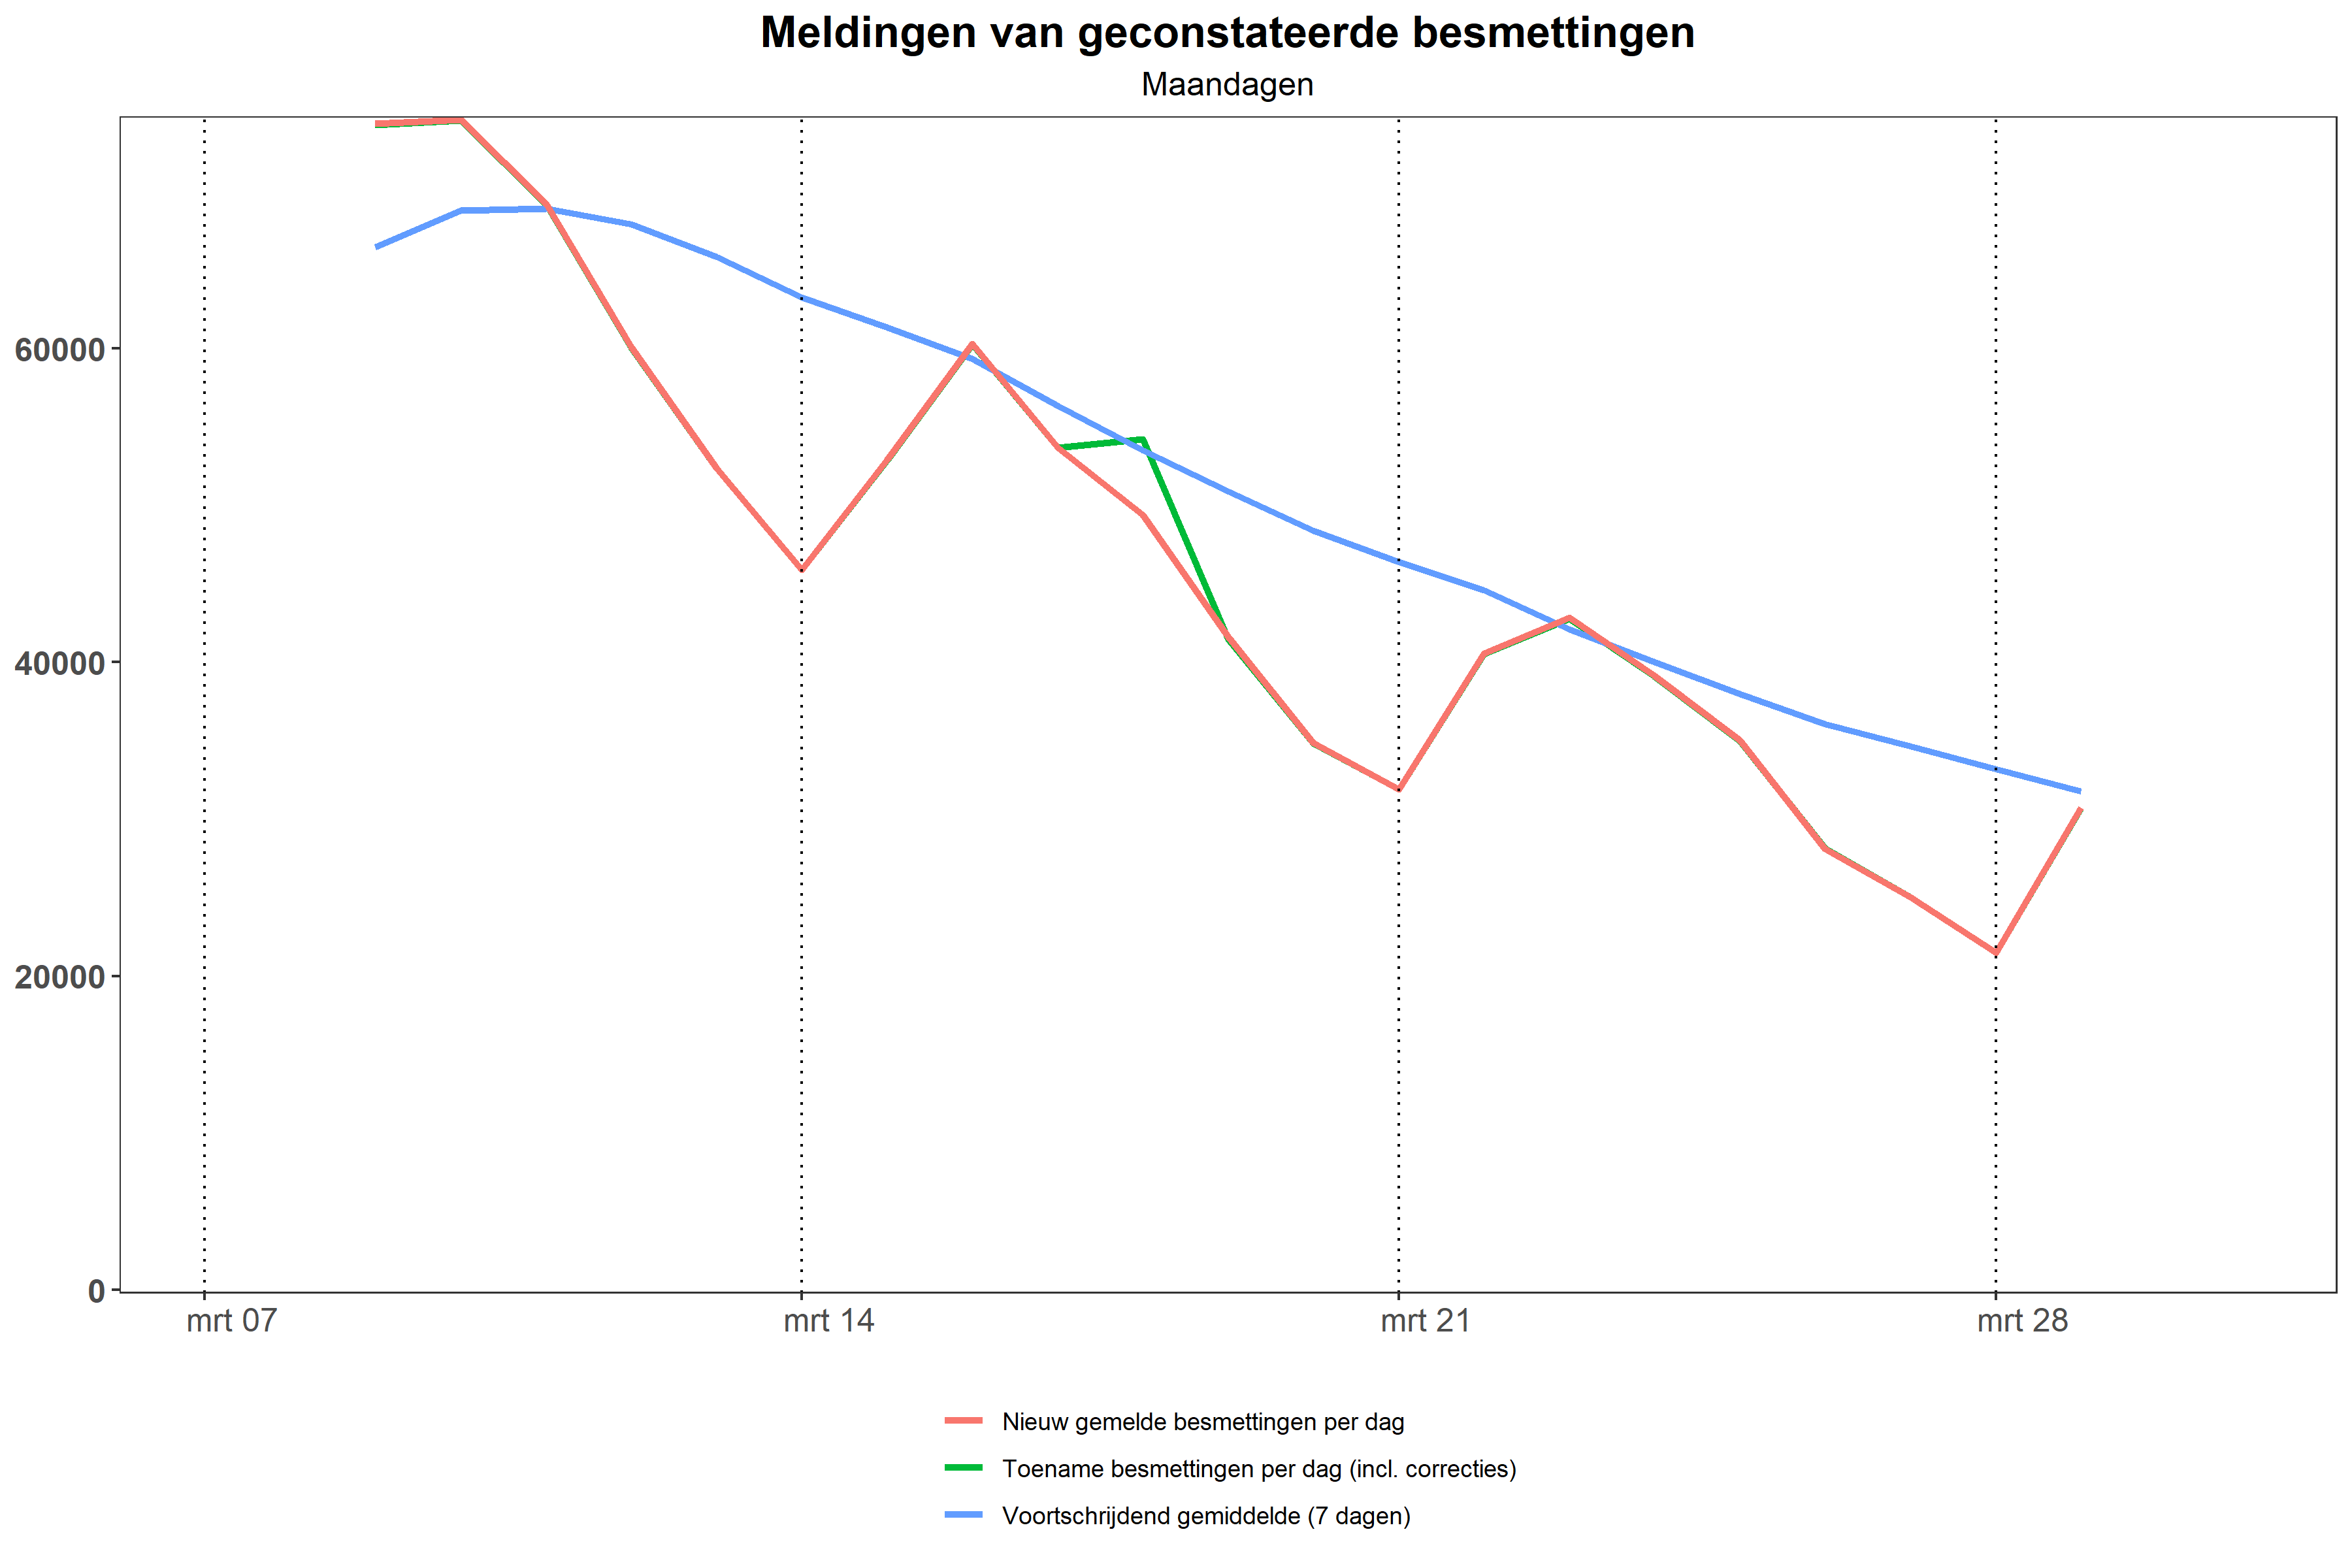 Meldingen van geconstateerde besmettingen
Maandagen
60000
40000
20000
0
mrt 07 mrt 14 mrt 21 mrt 28
Nieuw gemelde besmettingen per dag
Toename besmettingen per dag (incl. correcties)
Voortschrijdend gemiddelde (7 dagen)